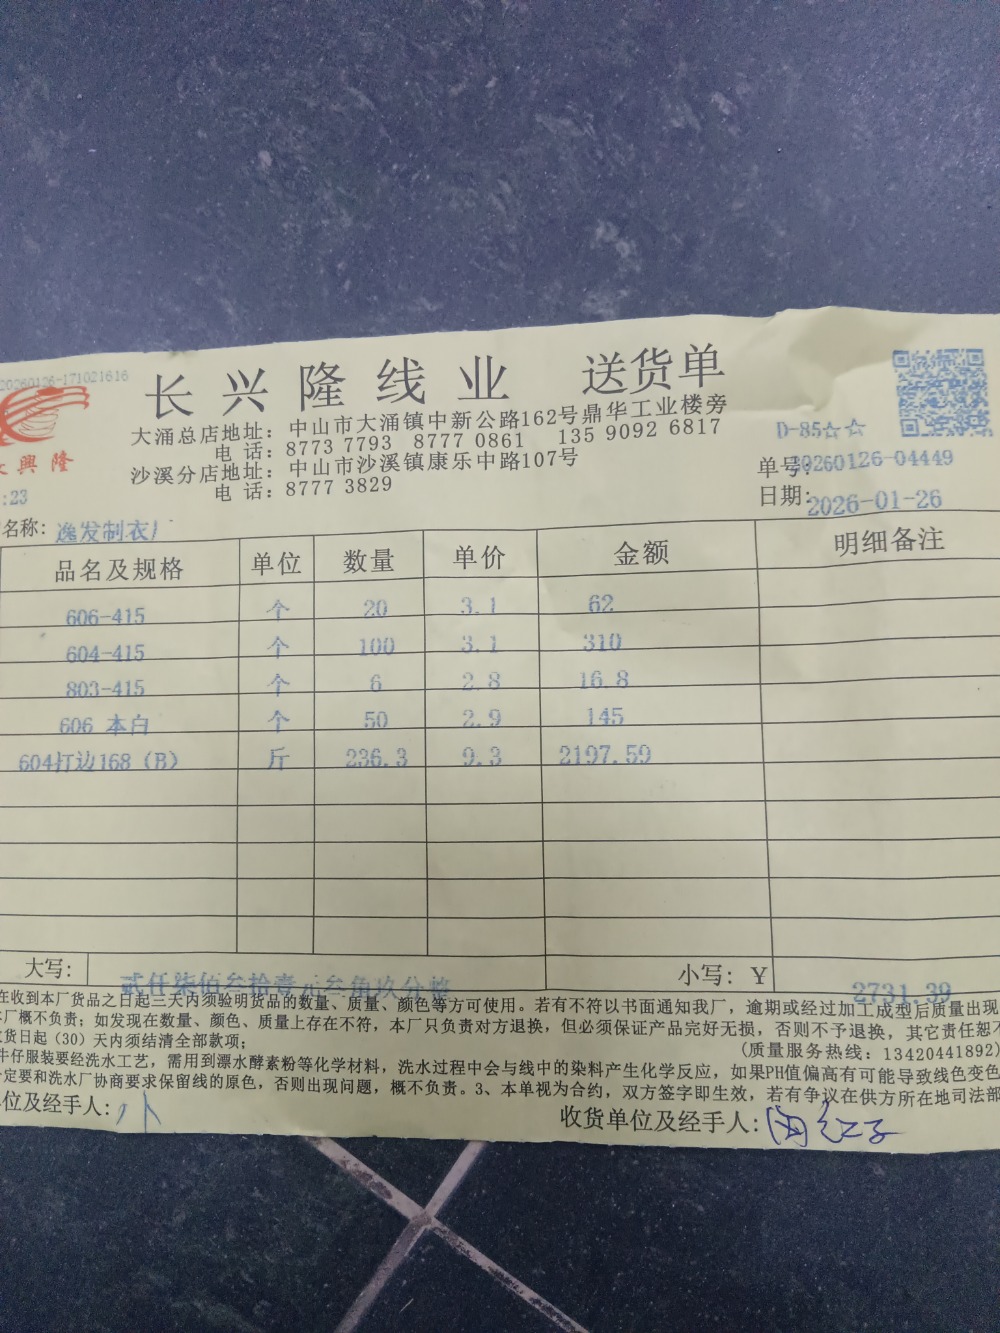 20260126-171021616
长兴隆线业 送货单
大涌总店地址：中山市大涌镇中新公路162号鼎华工业楼旁
电 话：8773 7793 8777 0861 135 9092 6817
沙溪分店地址：中山市沙溪镇康乐中路107号
电 话：8777 3829
興隆
D-85☆☆
单号：20260126-04449
:23
日期：2026-01-26
名称：逸发制衣厂
品名及规格 单位 数量 单价 金额 明细备注
606-415 个 20 3.1 62
604-415 个 100 3.1 310
803-415 个 6 2.8 16.8
606 本白 个 50 2.9 145
604打边168（B） 斤 236.3 9.3 2197.59
大写：贰仟柒佰叁拾壹元叁角玖分整 小写：Y 2731.39
在收到本厂货品之日起三天内须验明货品的数量、质量、颜色等方可使用。若有不符以书面通知我厂，逾期或经过加工成型后质量出现
厂概不负责；如发现在数量、颜色、质量上存在不符，本厂只负责对方退换，但必须保证产品完好无损，否则不予退换，其它责任恕不
货日起（30）天内须结清全部款项；
（质量服务热线：13420441892）
牛仔服装要经洗水工艺，需用到漂水酵素粉等化学材料，洗水过程中会与线中的染料产生化学反应，如果PH值偏高有可能导致线色变色
定要和洗水厂协商要求保留线的原色，否则出现问题，概不负责。3、本单视为合约，双方签字即生效，若有争议在供方所在地司法部
单位及经手人：
收货单位及经手人：